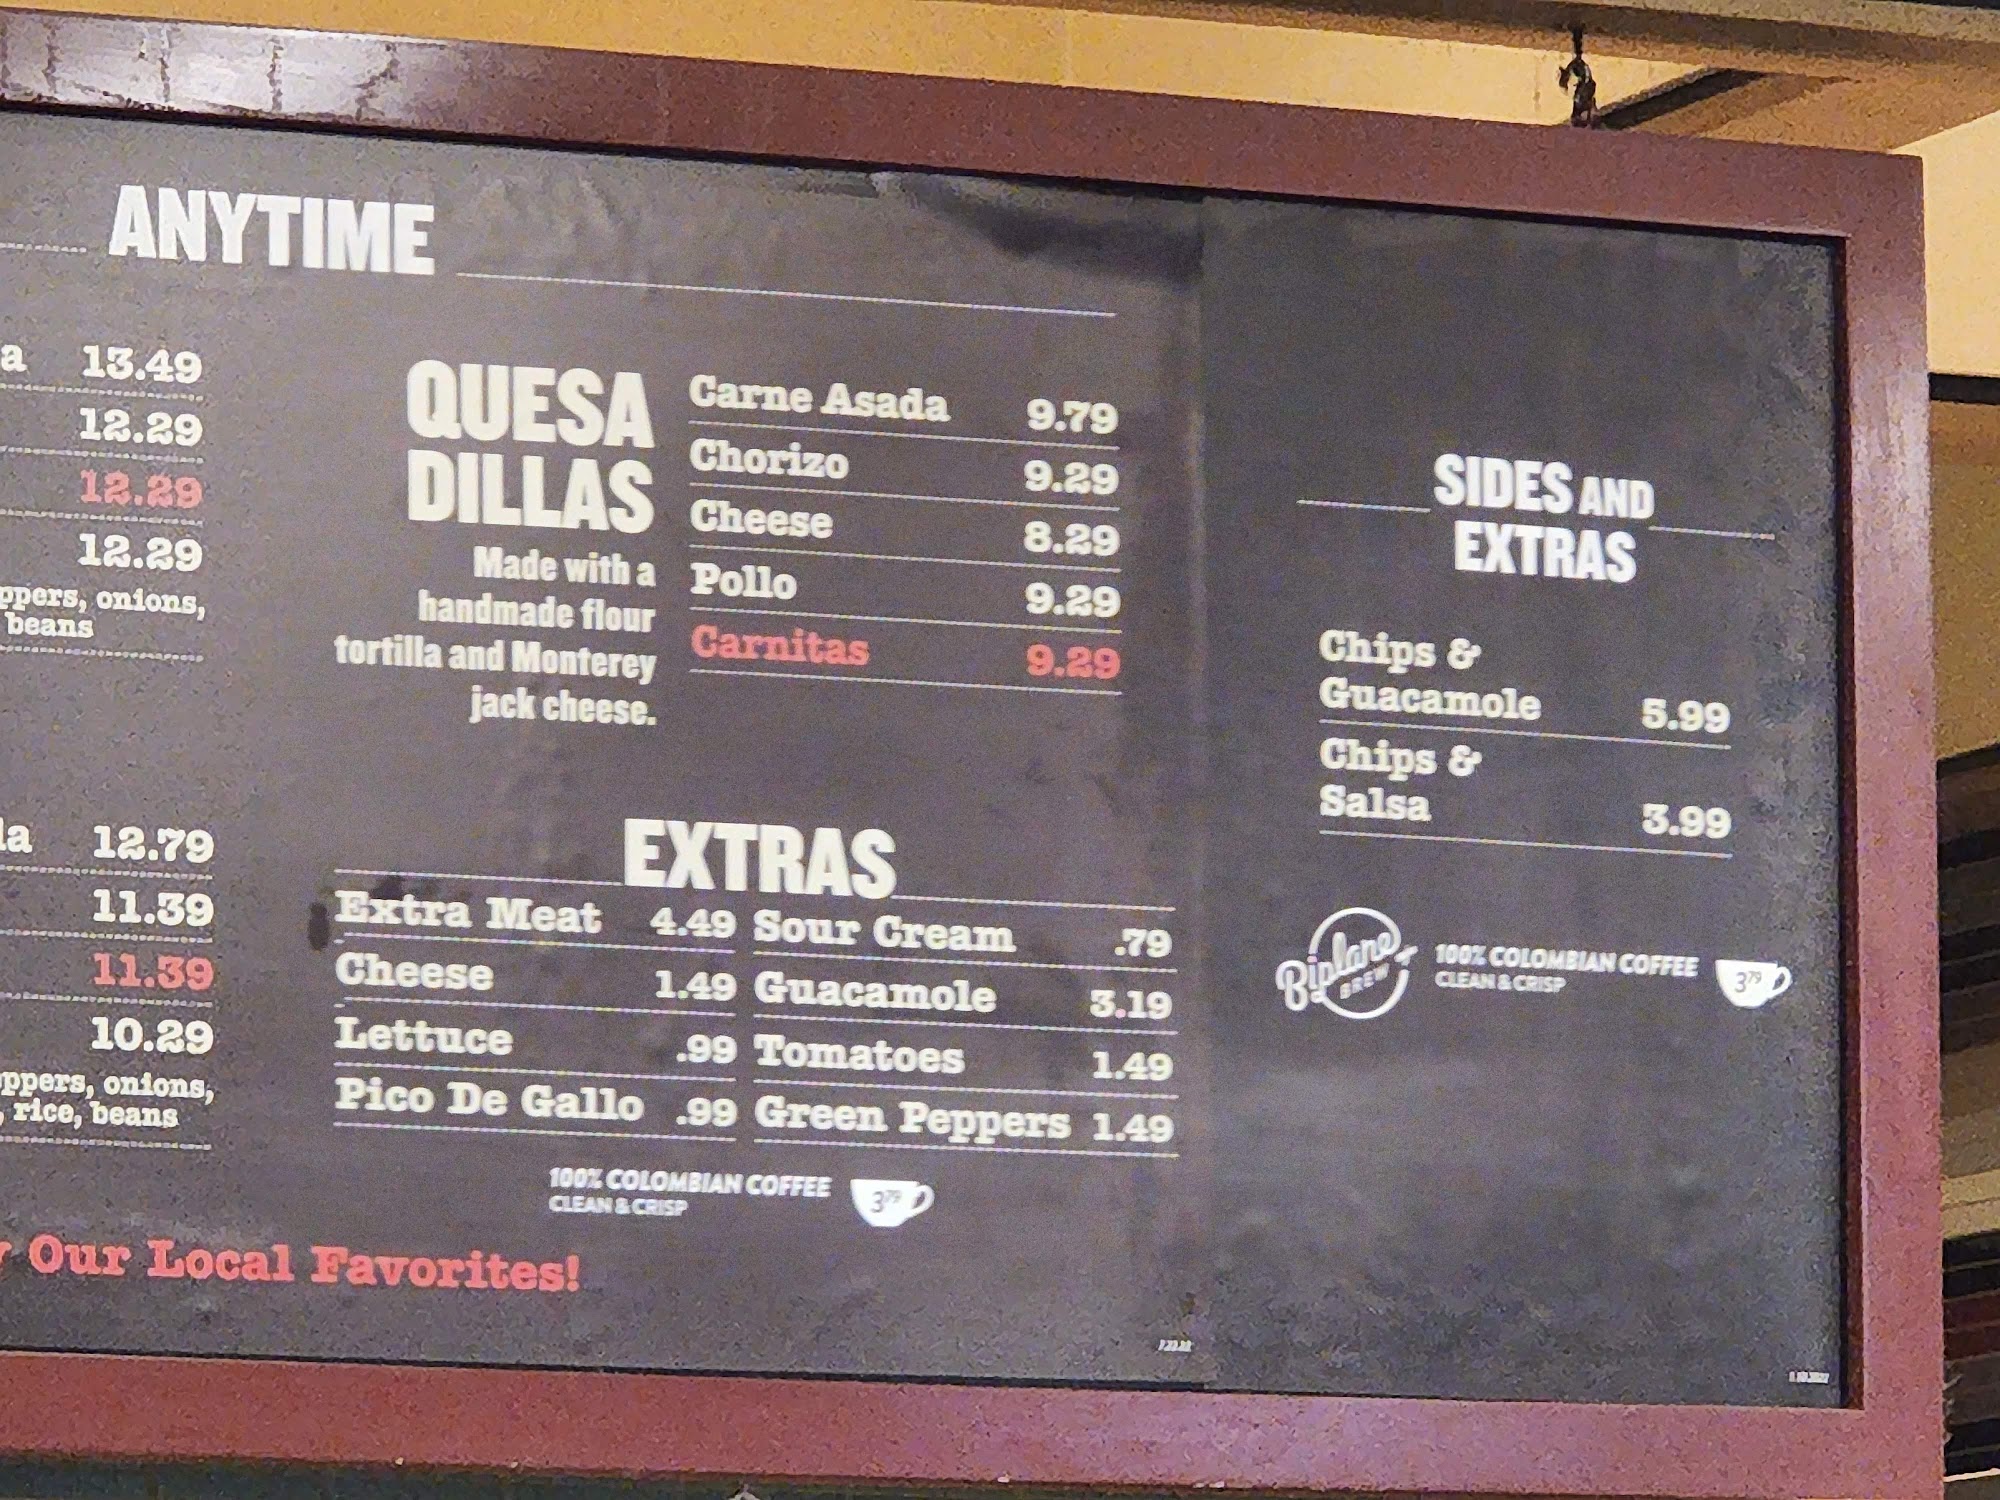 ANYTIME
a 13.49
12.29
12.29
12.29
ppers, onions,
beans
la 12.79
11.39
11.39
10.29
ppers, onions,
, rice, beans
QUESA
DILLAS
Made with a
handmade flour
tortilla and Monterey
jack cheese.
Carne Asada 9.79
Chorizo 9.29
Cheese 8.29
Pollo 9.29
Carnitas 9.29
EXTRAS
Extra Meat 4.49 Sour Cream .79
Cheese 1.49 Guacamole 3.19
Lettuce .99 Tomatoes 1.49
Pico De Gallo .99 Green Peppers 1.49
100% COLOMBIAN COFFEE 3.79
CLEAN & CRISP
Our Local Favorites!
SIDES AND
EXTRAS
Chips &
Guacamole 5.99
Chips &
Salsa 3.99
Biplane
BREW
100% COLOMBIAN COFFEE 3.79
CLEAN & CRISP